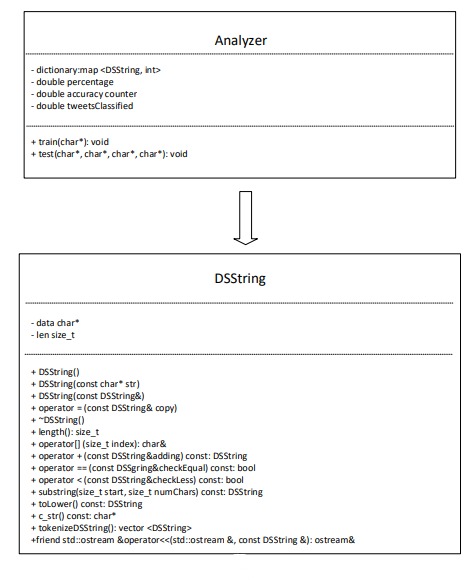 Analyzer
- dictionary:map <DSString, int>
- double percentage
- double accuracy counter
- double tweetsClassified
+ train(char*): void
+ test(char*, char*, char*, char*): void
DSString
- data char*
- len size_t
+ DSString()
+ DSString(const char* str)
+ DSString(const DSString&)
+ operator = (const DSString& copy)
+ ~DSString()
+ length(): size_t
+ operator[] (size_t index): char&
+ operator + (const DSString&adding) const: DSString
+ operator == (const DSSgring&checkEqual) const: bool
+ operator < (const DSString&checkLess) const: bool
+ substring(size_t start, size_t numChars) const: DSString
+ toLower() const: DSString
+ c_str() const: char*
+ tokenizeDSString(): vector <DSString>
+friend std::ostream &operator<<(std::ostream &, const DSString &): ostream&